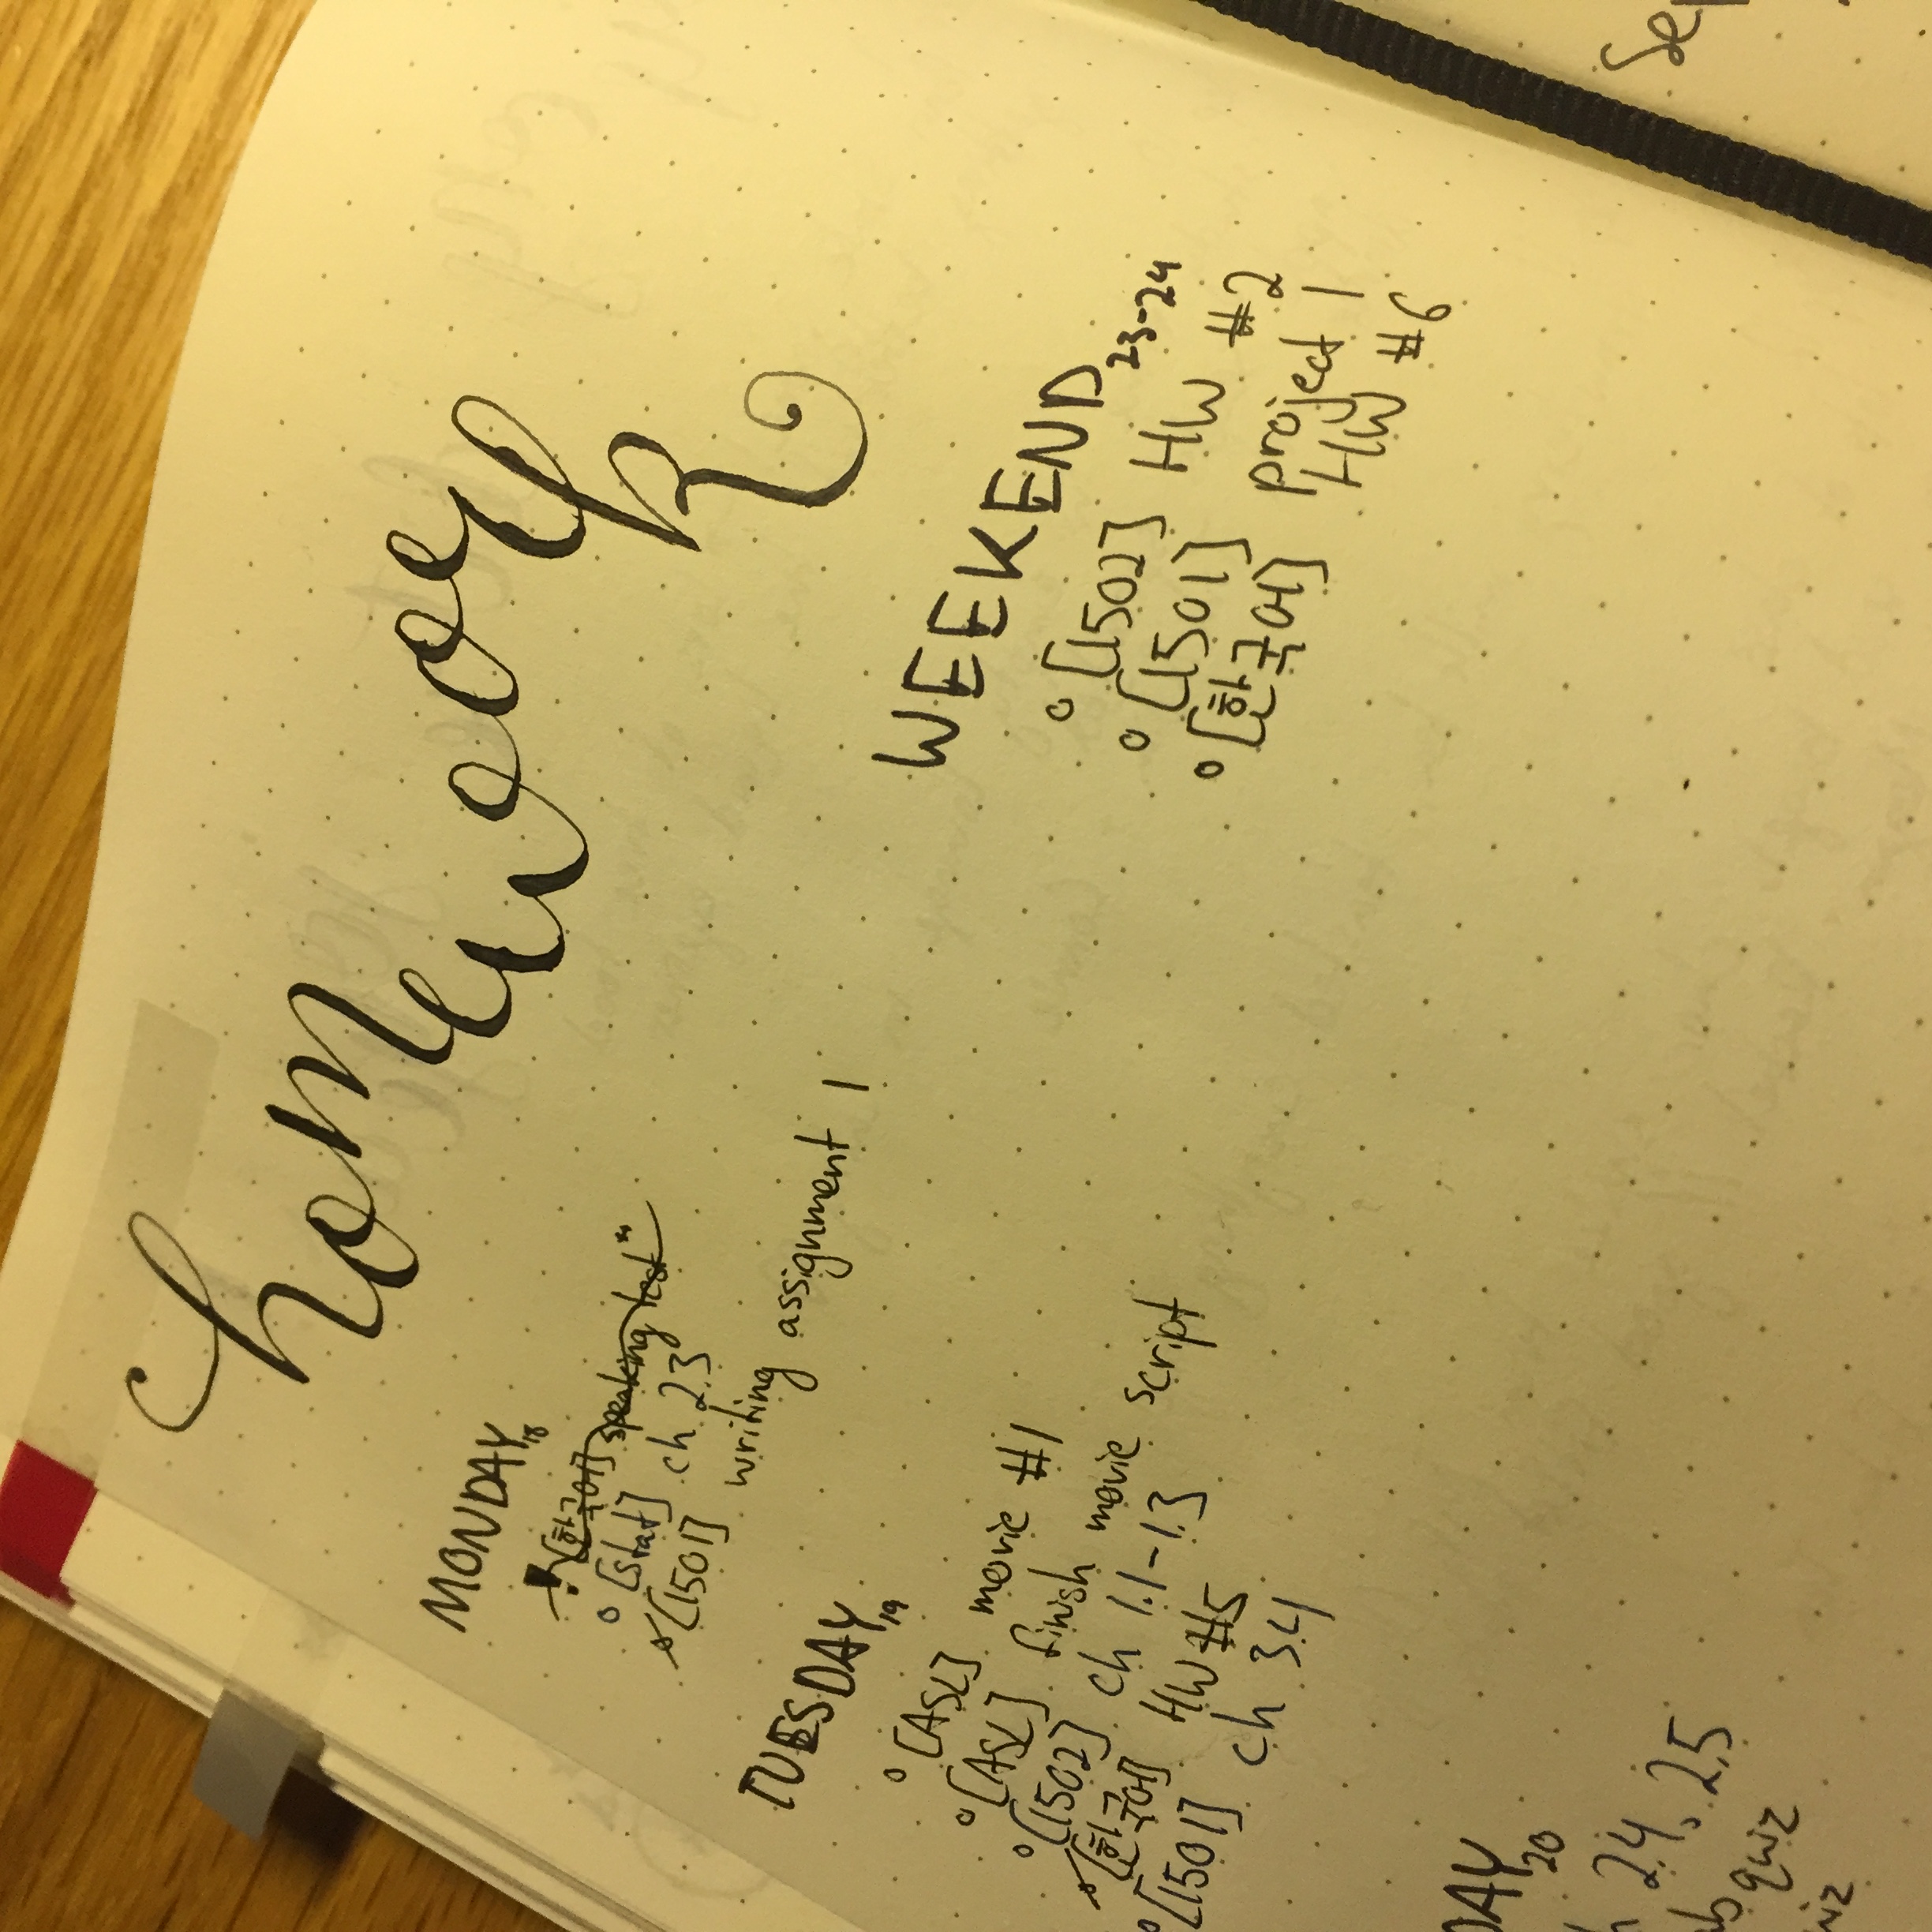 homework
MONDAY 18
! [한국어] speaking test
[stat] ch 2.3
[1501] writing assignment 1
TUESDAY 19
[ASL] movie #1
[ASL] finish movie script
[1502] ch 1.1-1.3
[한국어] HW #5
[1501] ch 3.4
DAY 20
2.4, 2.5
quiz
WEEKEND 23-24
[1502] HW #2
[1501] project 1
[한국어] HW #6
Sep